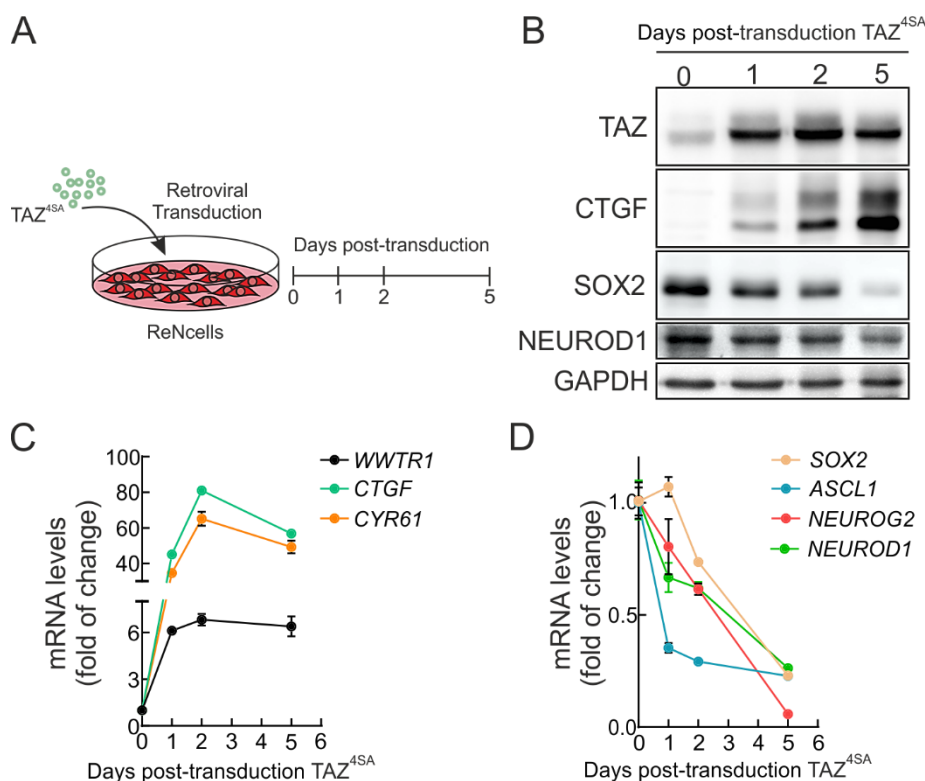 A
TAZ4SA
Retroviral
Transduction
ReNcells
Days post-transduction
0 1 2 5
B
Days post-transduction TAZ4SA
0 1 2 5
TAZ
CTGF
SOX2
NEUROD1
GAPDH
C
mRNA levels
(fold of change)
100
80
60
40
6
3
0
0 1 2 3 4 5 6
Days post-transduction TAZ4SA
WWTR1
CTGF
CYR61
D
mRNA levels
(fold of change)
1.0
0.5
0.0
0 1 2 3 4 5 6
Days post-transduction TAZ4SA
SOX2
ASCL1
NEUROG2
NEUROD1